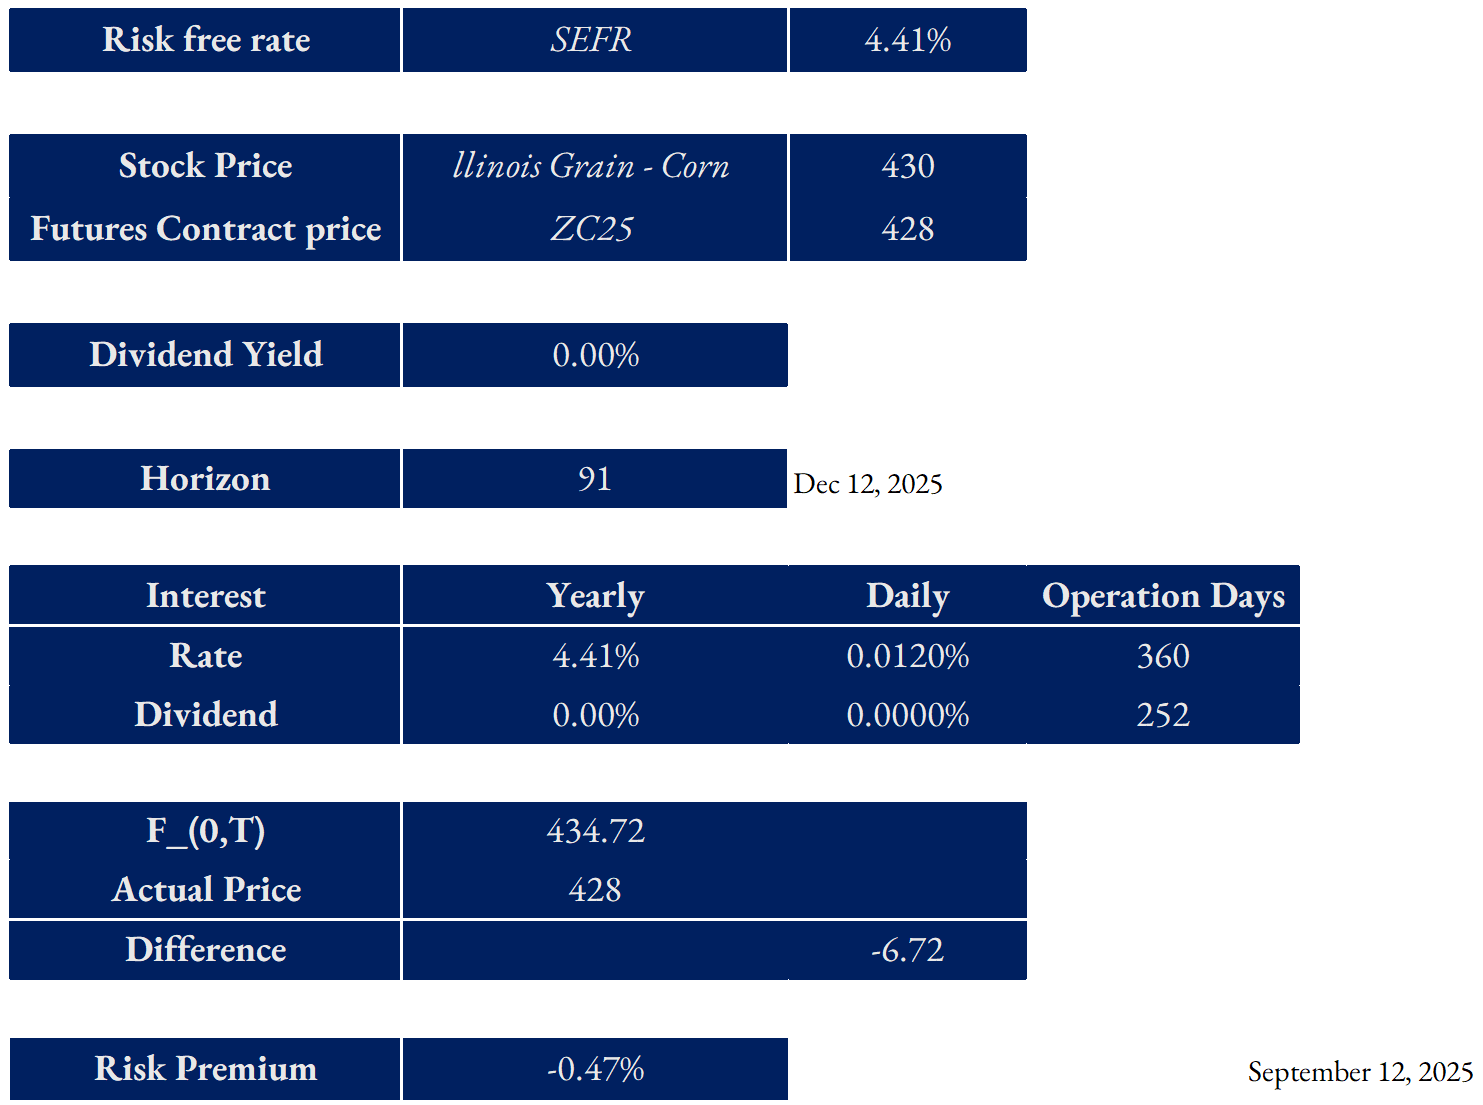 Risk free rate SEFR 4.41%
Stock Price llinois Grain - Corn 430
Futures Contract price ZC25 428
Dividend Yield 0.00%
Horizon 91 Dec 12, 2025
Interest Yearly Daily Operation Days
Rate 4.41% 0.0120% 360
Dividend 0.00% 0.0000% 252
F_(0,T) 434.72
Actual Price 428
Difference -6.72
Risk Premium -0.47% September 12, 2025